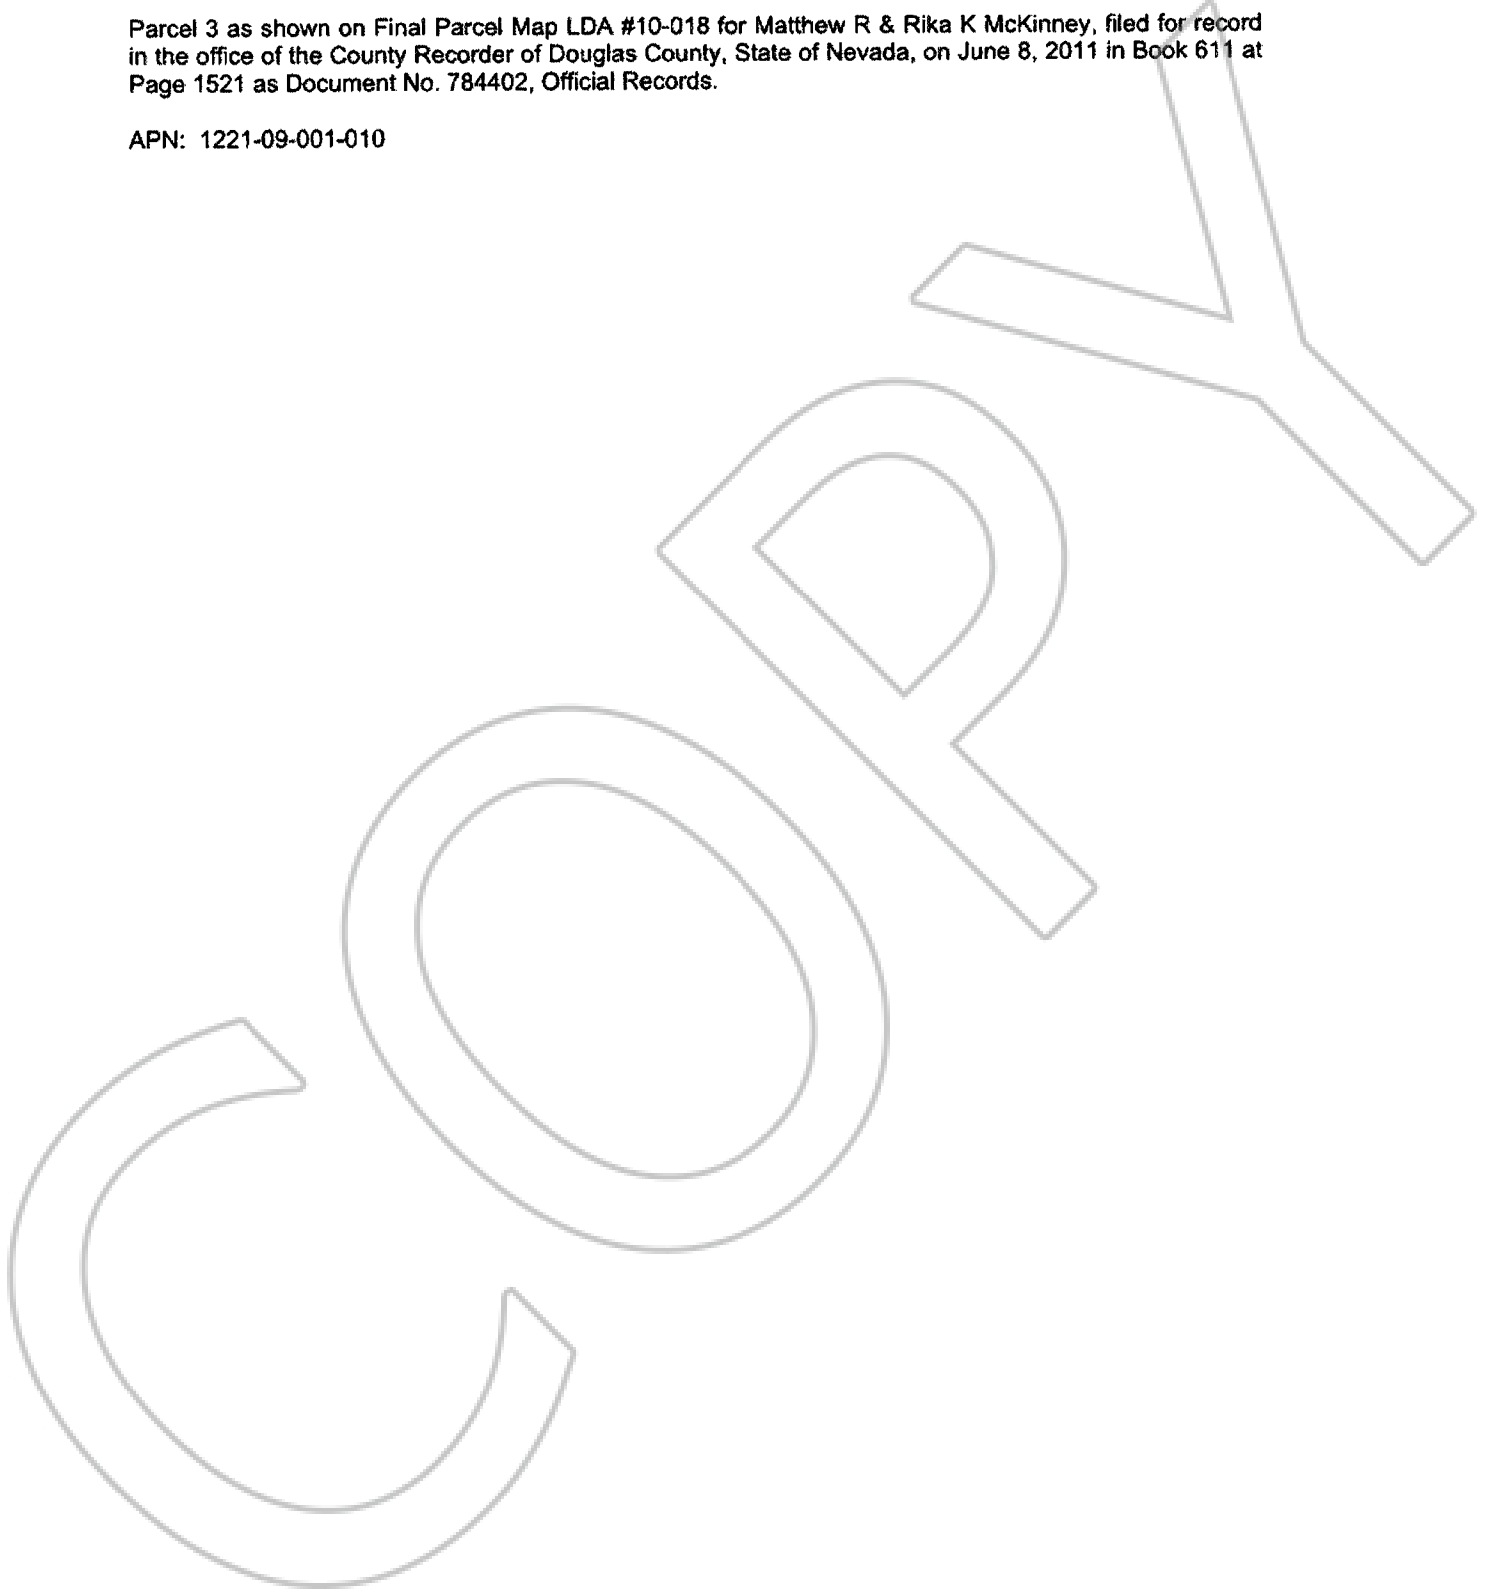 Parcel 3 as shown on Final Parcel Map LDA #10-018 for Matthew R & Rika K McKinney, filed for record
in the office of the County Recorder of Douglas County, State of Nevada, on June 8, 2011 in Book 611 at
Page 1521 as Document No. 784402, Official Records.
APN: 1221-09-001-010
COPY